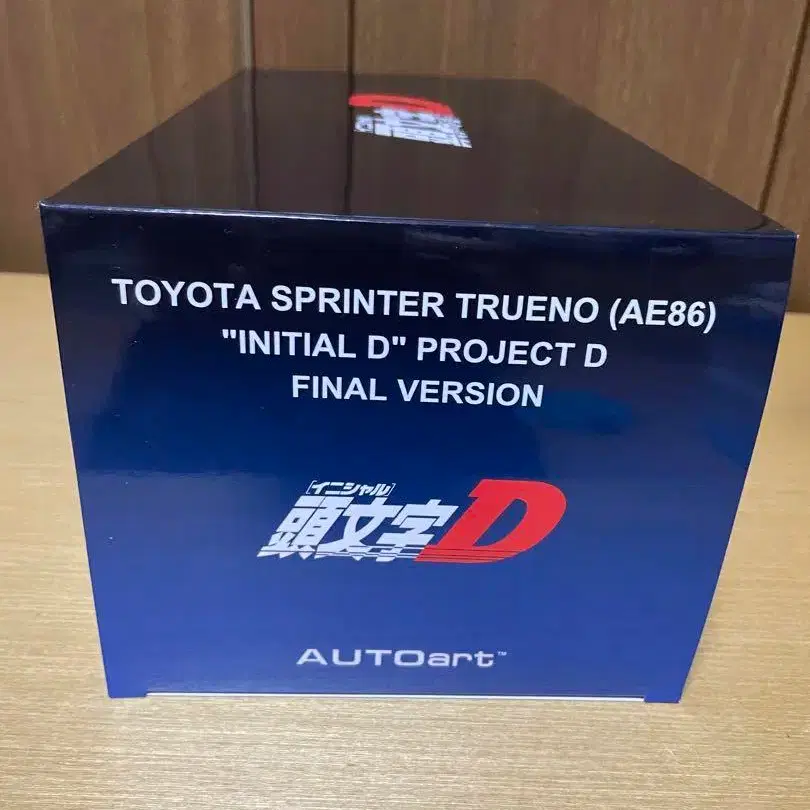 TOYOTA SPRINTER TRUENO (AE86)
"INITIAL D" PROJECT D
FINAL VERSION
[イニシャル]
頭文字D
AUTOart™